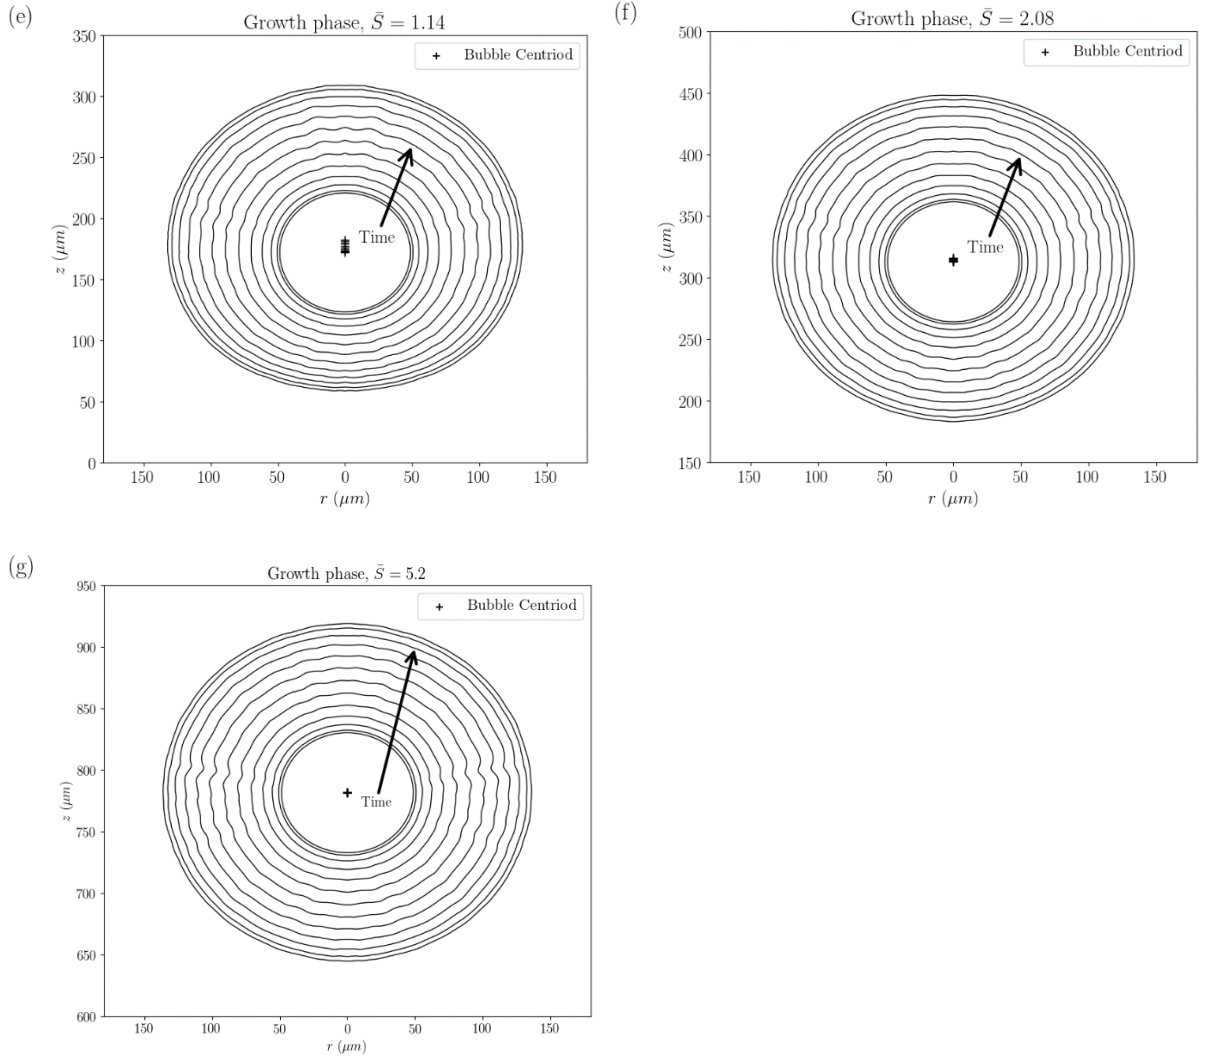 (e)
Growth phase, S̄ = 1.14
Bubble Centriod
350
300
250
200
150
100
50
0
z (μm)
Time
150 100 50 0 50 100 150
r (μm)
(f)
Growth phase, S̄ = 2.08
Bubble Centriod
500
450
400
350
300
250
200
150
z (μm)
Time
150 100 50 0 50 100 150
r (μm)
(g)
Growth phase, S̄ = 5.2
Bubble Centriod
950
900
850
800
750
700
650
600
z (μm)
Time
150 100 50 0 50 100 150
r (μm)